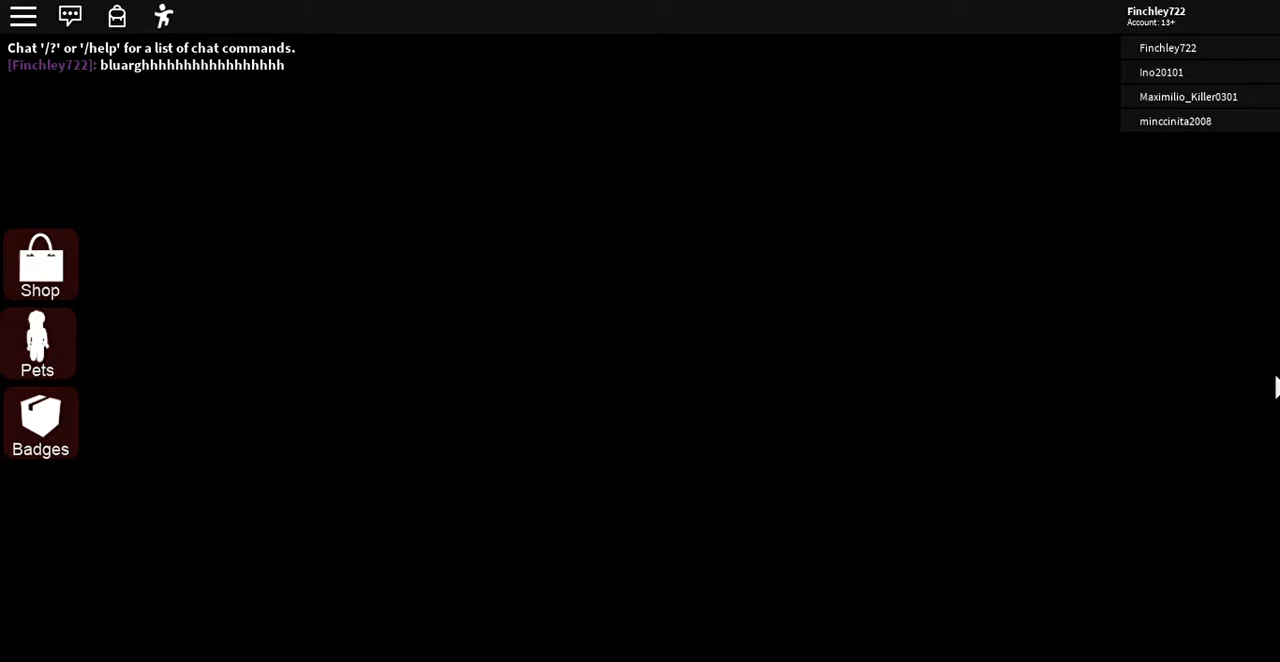 Finchley722
Account: 13+
Chat '/?' or '/help' for a list of chat commands.
[Finchley722]: bluarghhhhhhhhhhhhhhhhh
Finchley722
Ino20101
Maximilio_Killer0301
minccinita2008
Shop
Pets
Badges